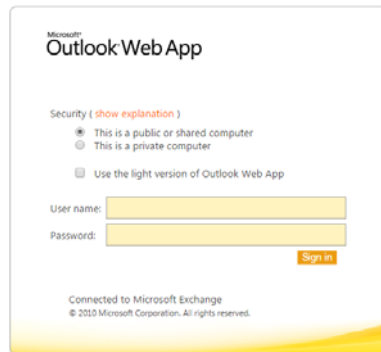 Microsoft®
Outlook Web App
Security ( show explanation )
This is a public or shared computer
This is a private computer
Use the light version of Outlook Web App
User name:
Password:
Sign in
Connected to Microsoft Exchange
© 2010 Microsoft Corporation. All rights reserved.